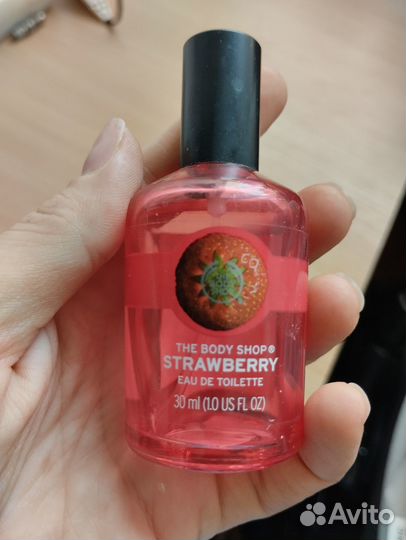 THE BODY SHOP®
STRAWBERRY
EAU DE TOILETTE
30 ml (1.0 US FL OZ)
Avito